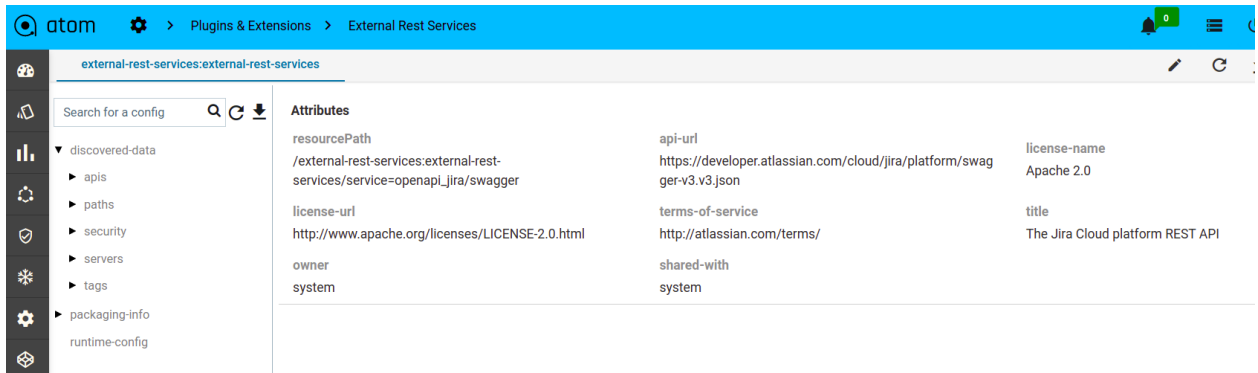 atom > Plugins & Extensions > External Rest Services 0
external-rest-services:external-rest-services
Search for a config
Attributes
resourcePath api-url license-name
/external-rest-services:external-rest- https://developer.atlassian.com/cloud/jira/platform/swag Apache 2.0
services/service=openapi_jira/swagger ger-v3.v3.json
license-url terms-of-service title
http://www.apache.org/licenses/LICENSE-2.0.html http://atlassian.com/terms/ The Jira Cloud platform REST API
owner shared-with
system system
discovered-data
apis
paths
security
servers
tags
packaging-info
runtime-config